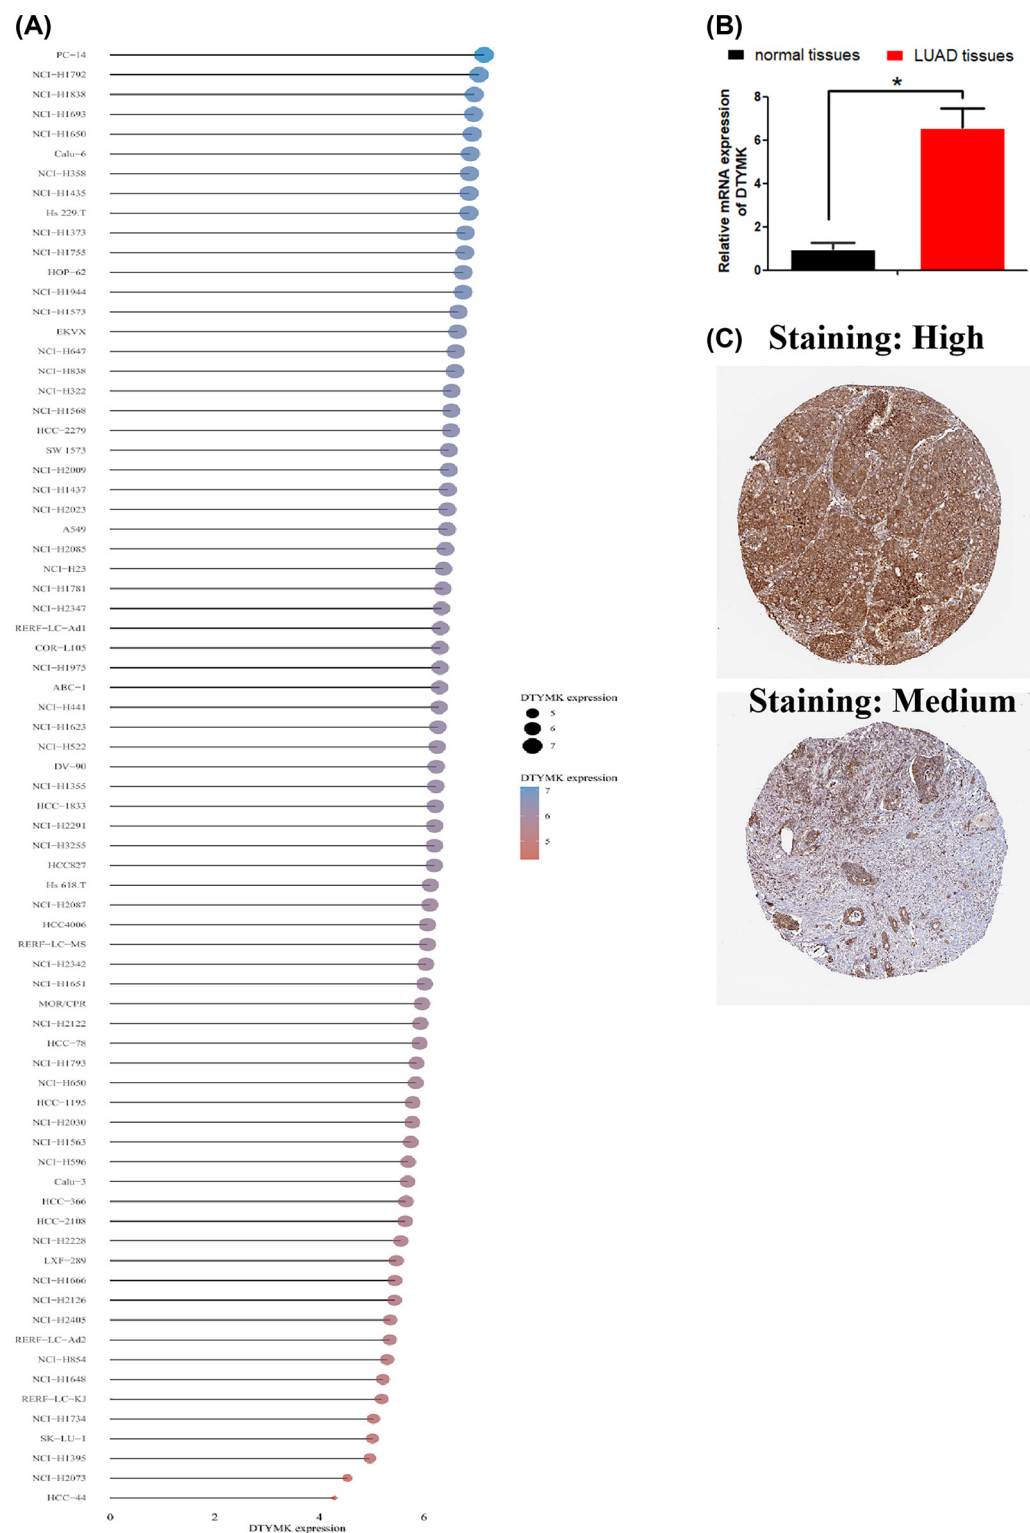 (A)
PC-14
NCI-H1792
NCI-H1838
NCI-H1693
NCI-H1650
Calu-6
NCI-H358
NCI-H1435
Hs 229.T
NCI-H1373
NCI-H1755
HOP-62
NCI-H1944
NCI-H1573
EKVX
NCI-H647
NCI-H838
NCI-H322
NCI-H1568
HCC-2279
SW 1573
NCI-H2009
NCI-H1437
NCI-H2023
A549
NCI-H2085
NCI-H23
NCI-H1781
NCI-H2347
RERF-LC-Ad1
COR-L105
NCI-H1975
ABC-1
NCI-H441
NCI-H1623
NCI-H522
DV-90
NCI-H1355
HCC-1833
NCI-H2291
NCI-H3255
HCC827
Hs 618.T
NCI-H2087
HCC4006
RERF-LC-MS
NCI-H2342
NCI-H1651
MOR/CPR
NCI-H2122
HCC-78
NCI-H1793
NCI-H650
HCC-1195
NCI-H2030
NCI-H1563
NCI-H596
Calu-3
HCC-366
HCC-2108
NCI-H2228
LXF-289
NCI-H1666
NCI-H2126
NCI-H2405
RERF-LC-Ad2
NCI-H854
NCI-H1648
RERF-LC-KJ
NCI-H1734
SK-LU-1
NCI-H1395
NCI-H2073
HCC-44
0 2 4 6
DTYMK expression
DTYMK expression
5
6
7
DTYMK expression
7
6
5
(B)
normal tissues LUAD tissues
*
Relative mRNA expression
of DTYMK
8
6
4
2
0
(C) Staining: High
Staining: Medium